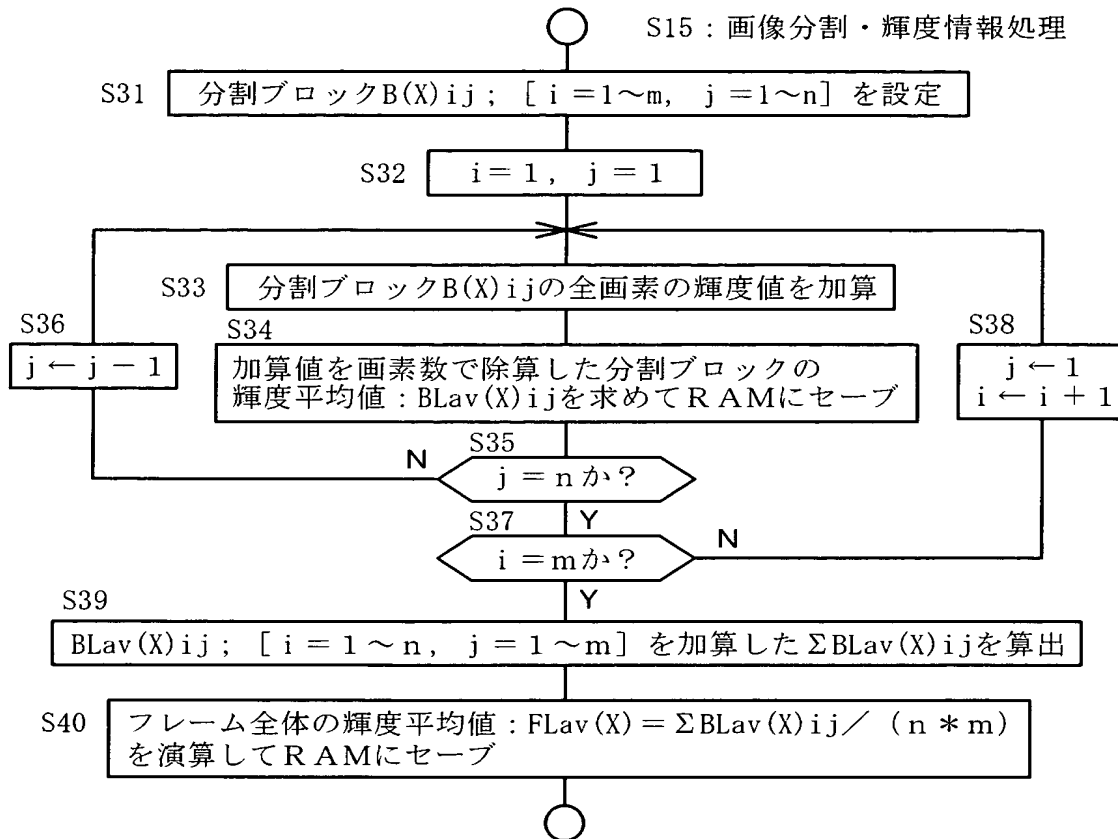 S15：画像分割・輝度情報処理
S31
分割ブロックB(X)ij；［i＝1～m，j＝1～n］を設定
S32
i＝1，j＝1
S33
分割ブロックB(X)ijの全画素の輝度値を加算
S36
j←j－1
S34
加算値を画素数で除算した分割ブロックの
輝度平均値：BLav(X)ijを求めてRAMにセーブ
S38
j←1
i←i＋1
S35
N
j＝nか？
Y
S37
i＝mか？
N
Y
S39
BLav(X)ij；［i＝1～n，j＝1～m］を加算したΣBLav(X)ijを算出
S40
フレーム全体の輝度平均値：FLav(X)＝ΣBLav(X)ij／（n＊m）
を演算してRAMにセーブ